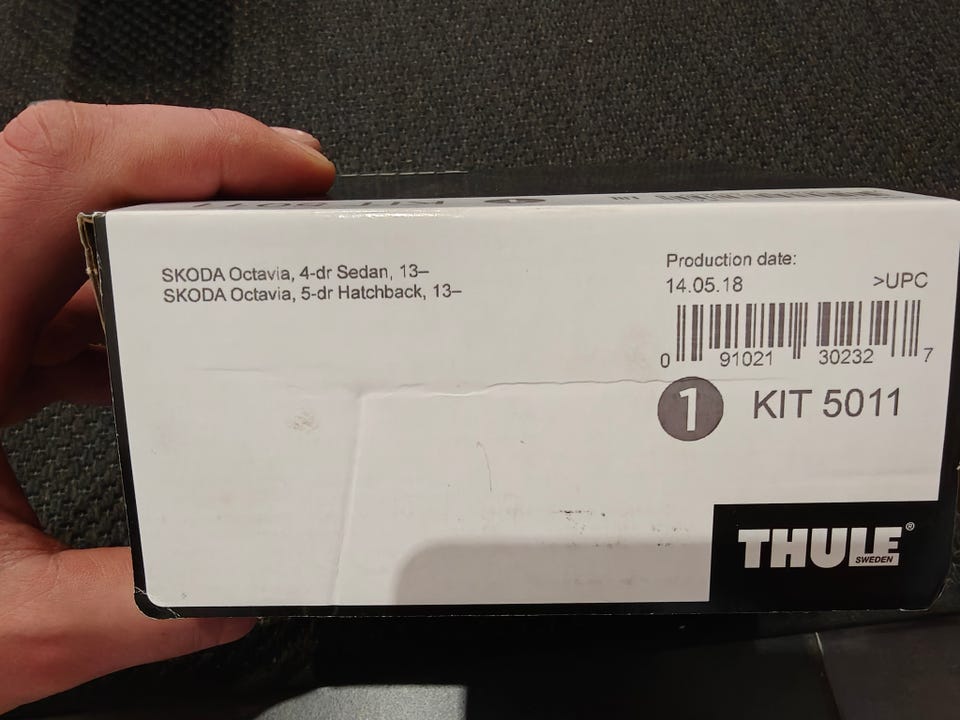 SKODA Octavia, 4-dr Sedan, 13–
SKODA Octavia, 5-dr Hatchback, 13–
Production date:
14.05.18
>UPC
0 91021 30232 7
1 KIT 5011
THULE®
SWEDEN